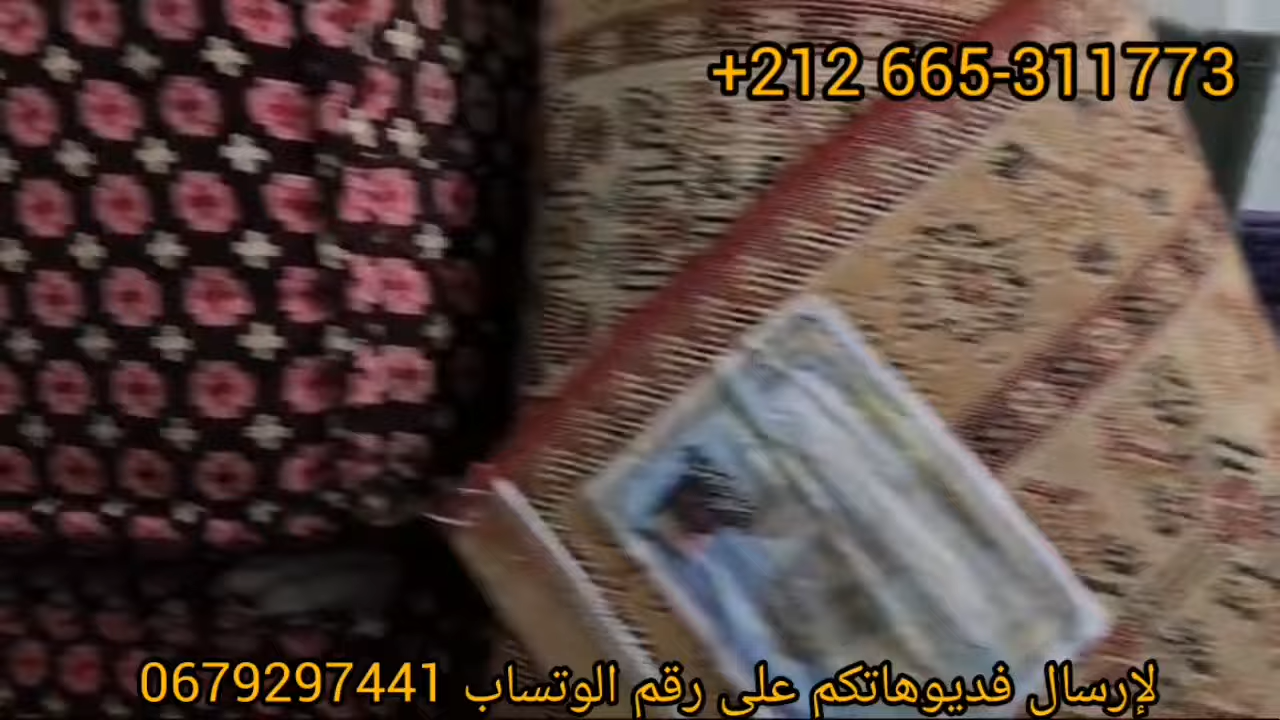 +212 665-311773
لإرسال فديوهاتكم على رقم الوتساب 0679297441